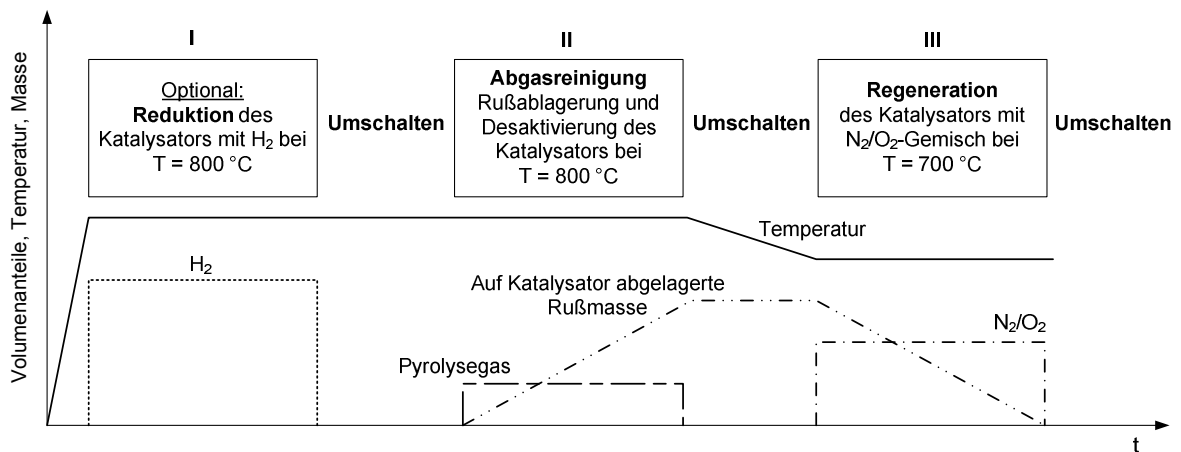 Volumenanteile, Temperatur, Masse
I
Optional:
Reduktion des
Katalysators mit H₂ bei
T = 800 °C
Umschalten
II
Abgasreinigung
Rußablagerung und
Desaktivierung des
Katalysators bei
T = 800 °C
Umschalten
III
Regeneration
des Katalysators mit
N₂/O₂-Gemisch bei
T = 700 °C
Umschalten
Temperatur
H₂
Auf Katalysator abgelagerte
Rußmasse
N₂/O₂
Pyrolysegas
t